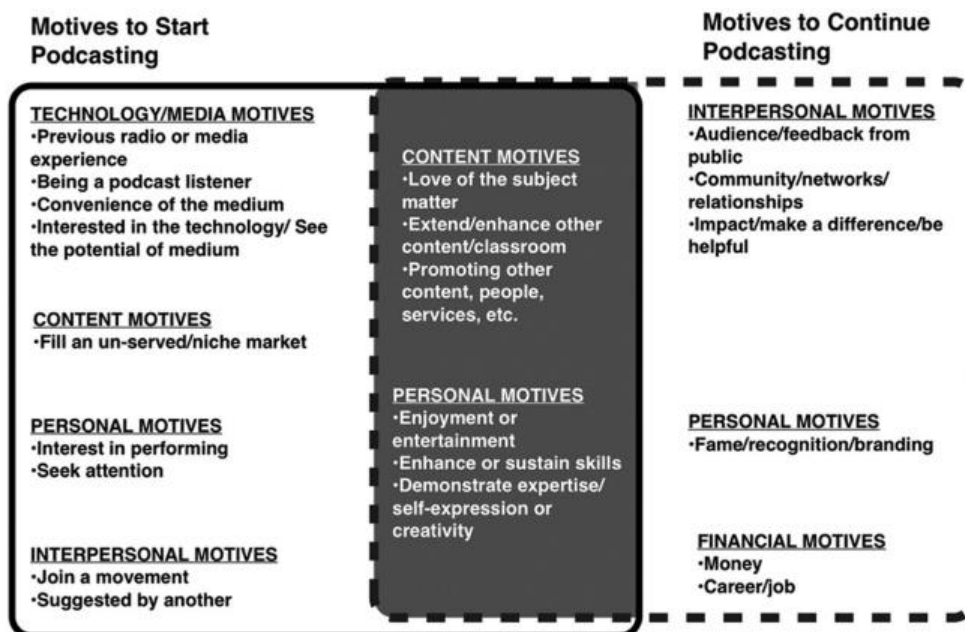 Motives to Start
Podcasting
TECHNOLOGY/MEDIA MOTIVES
•Previous radio or media
experience
•Being a podcast listener
•Convenience of the medium
•Interested in the technology/ See
the potential of medium
CONTENT MOTIVES
•Fill an un-served/niche market
PERSONAL MOTIVES
•Interest in performing
•Seek attention
INTERPERSONAL MOTIVES
•Join a movement
•Suggested by another
CONTENT MOTIVES
•Love of the subject
matter
•Extend/enhance other
content/classroom
•Promoting other
content, people,
services, etc.
PERSONAL MOTIVES
•Enjoyment or
entertainment
•Enhance or sustain skills
•Demonstrate expertise/
self-expression or
creativity
Motives to Continue
Podcasting
INTERPERSONAL MOTIVES
•Audience/feedback from
public
•Community/networks/
relationships
•Impact/make a difference/be
helpful
PERSONAL MOTIVES
•Fame/recognition/branding
FINANCIAL MOTIVES
•Money
•Career/job